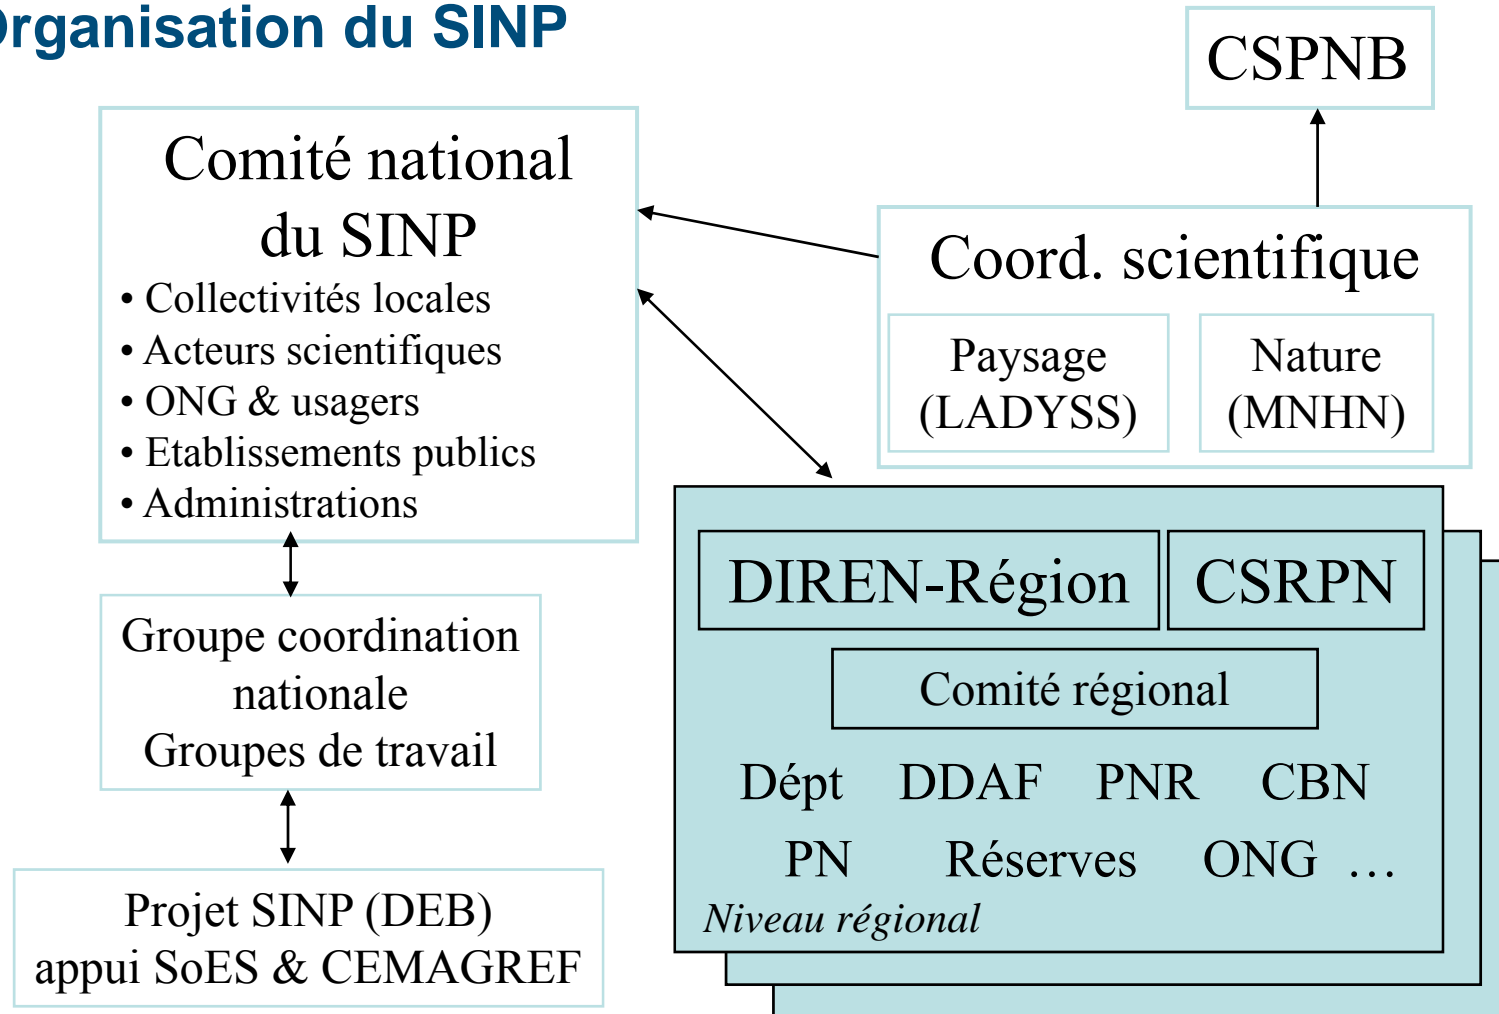 Organisation du SINP
CSPNB
Comité national
du SINP
• Collectivités locales
• Acteurs scientifiques
• ONG & usagers
• Etablissements publics
• Administrations
Coord. scientifique
Paysage
(LADYSS)
Nature
(MNHN)
Groupe coordination
nationale
Groupes de travail
Projet SINP (DEB)
appui SoES & CEMAGREF
DIREN-Région
CSRPN
Comité régional
Dépt DDAF PNR CBN
PN Réserves ONG …
Niveau régional